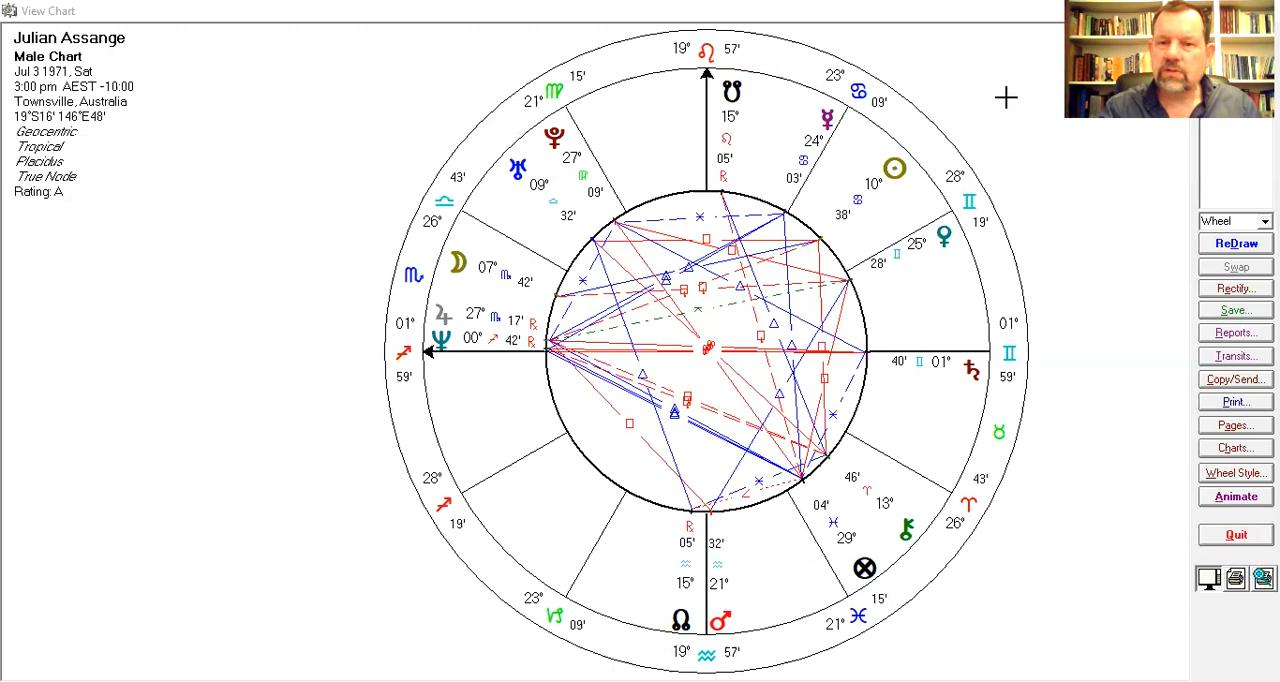 View Chart
Julian Assange
Male Chart
Jul 3 1971, Sat
3:00 pm AEST -10:00
Townsville, Australia
19°S16' 146°E48'
Geocentric
Tropical
Placidus
True Node
Rating: A
19° ♌ 57'
15'
♍
21°
23°
♋
09'
☋
15°
♌
05'
℞
☿
24°
♋
03'
♇
27°
♍
09'
♅
09°
♎
32'
☉
10°
♋
38'
28°
♊
19'
43'
♎
26°
♀
25°
♊
28'
☽ 07° ♏ 42'
♏
♃ 27° ♏ 17' ℞
♆ 00° ♐ 42' ℞
01°
♐
59'
01°
♊
59'
40' ♊ 01° ♄
♉
43'
♈
26°
46'
♈
13°
⚷
04'
♓
29°
⊗
28°
♐
19'
℞
05' 32'
♒ ♒
15° 21°
☊ ♂
23°
♑
09'
15'
♓
21°
19° ♒ 57'
Wheel
ReDraw
Swap
Rectify...
Save...
Reports...
Transits...
Copy/Send...
Print...
Pages...
Charts...
Wheel Style...
Animate
Quit